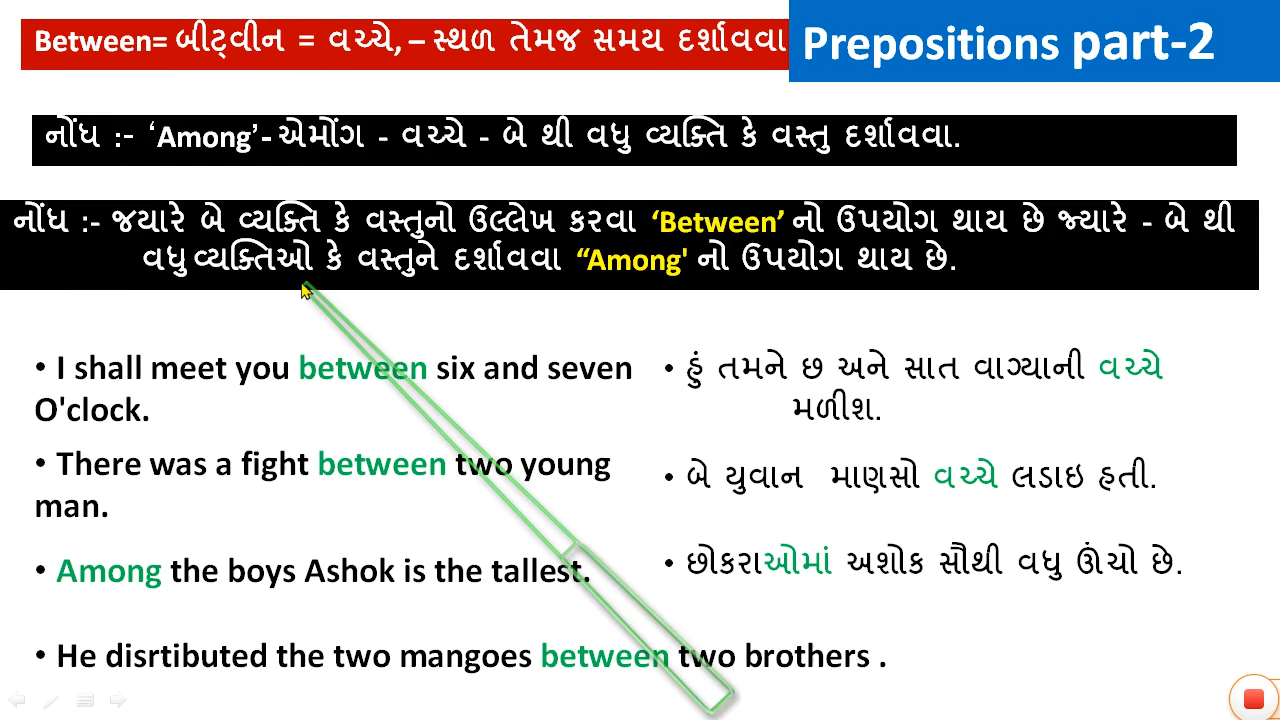 Between= બીટ્વીન = વચ્ચે, – સ્થળ તેમજ સમય દર્શાવવા
Prepositions part-2
નોંધ :- ‘Among’- એમોંગ - વચ્ચે - બે થી વધુ વ્યક્તિ કે વસ્તુ દર્શાવવા.
નોંધ :- જયારે બે વ્યક્તિ કે વસ્તુનો ઉલ્લેખ કરવા ‘Between’ નો ઉપયોગ થાય છે જ્યારે - બે થી
વધુ વ્યક્તિઓ કે વસ્તુને દર્શાવવા “Among' નો ઉપયોગ થાય છે.
• I shall meet you between six and seven
O'clock.
• There was a fight between two young
man.
• Among the boys Ashok is the tallest.
• He disrtibuted the two mangoes between two brothers .
• હું તમને છ અને સાત વાગ્યાની વચ્ચે
મળીશ.
• બે યુવાન માણસો વચ્ચે લડાઇ હતી.
• છોકરાઓમાં અશોક સૌથી વધુ ઊંચો છે.